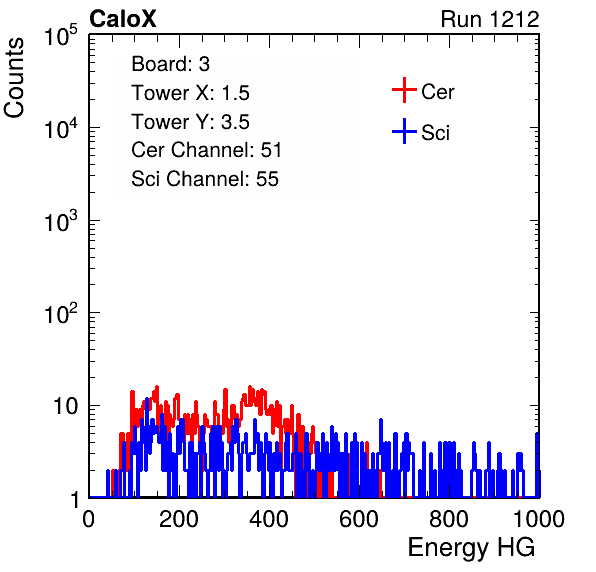 CaloX Run 1212
Counts
Board: 3
Tower X: 1.5
Tower Y: 3.5
Cer Channel: 51
Sci Channel: 55
Cer
Sci
10^5
10^4
10^3
10^2
10
1
0 200 400 600 800 1000
Energy HG